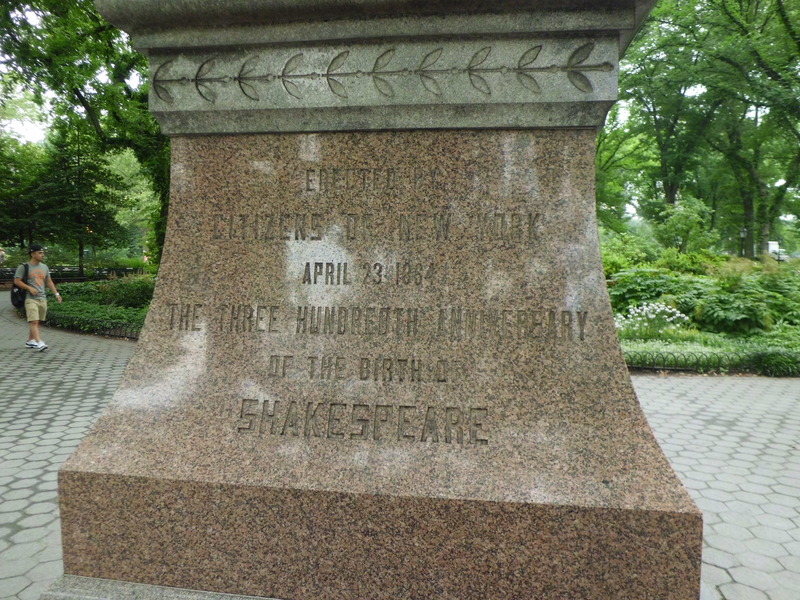 ERECTED BY
CITIZENS OF NEW YORK
APRIL 23 1864
THE THREE HUNDREDTH ANNIVERSARY
OF THE BIRTH OF
SHAKESPEARE